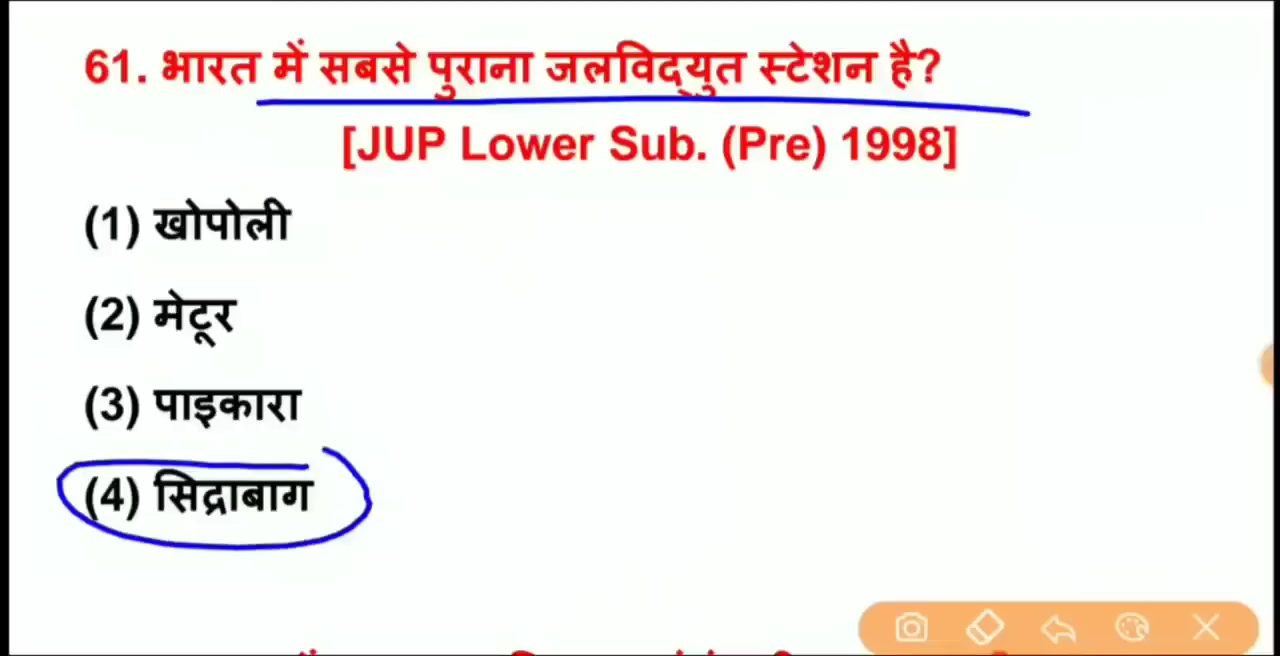 61. भारत में सबसे पुराना जलविद्युत स्टेशन है?
[JUP Lower Sub. (Pre) 1998]
(1) खोपोली
(2) मेटूर
(3) पाइकारा
(4) सिद्राबाग